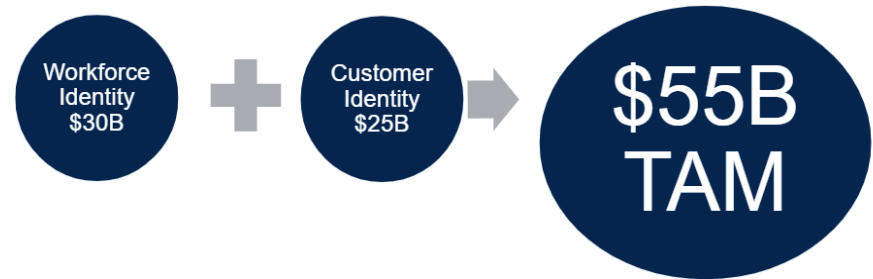 Workforce
Identity
$30B
Customer
Identity
$25B
$55B
TAM